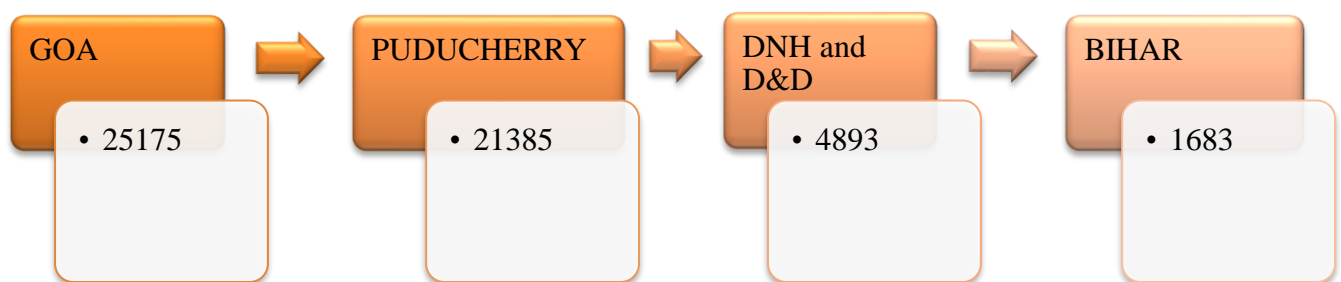 GOA
• 25175
PUDUCHERRY
• 21385
DNH and
D&D
• 4893
BIHAR
• 1683